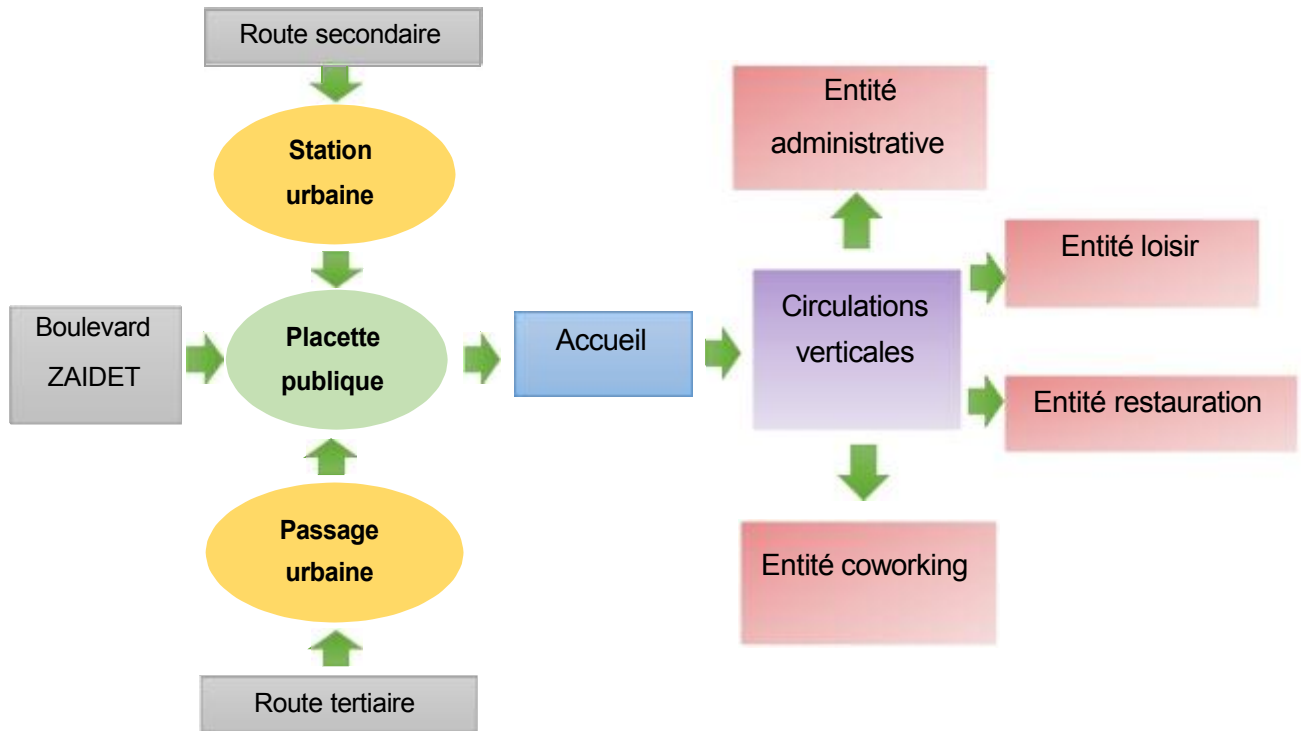 Route secondaire
Station
urbaine
Boulevard
ZAIDET
Placette
publique
Passage
urbaine
Route tertiaire
Accueil
Circulations
verticales
Entité
administrative
Entité loisir
Entité restauration
Entité coworking